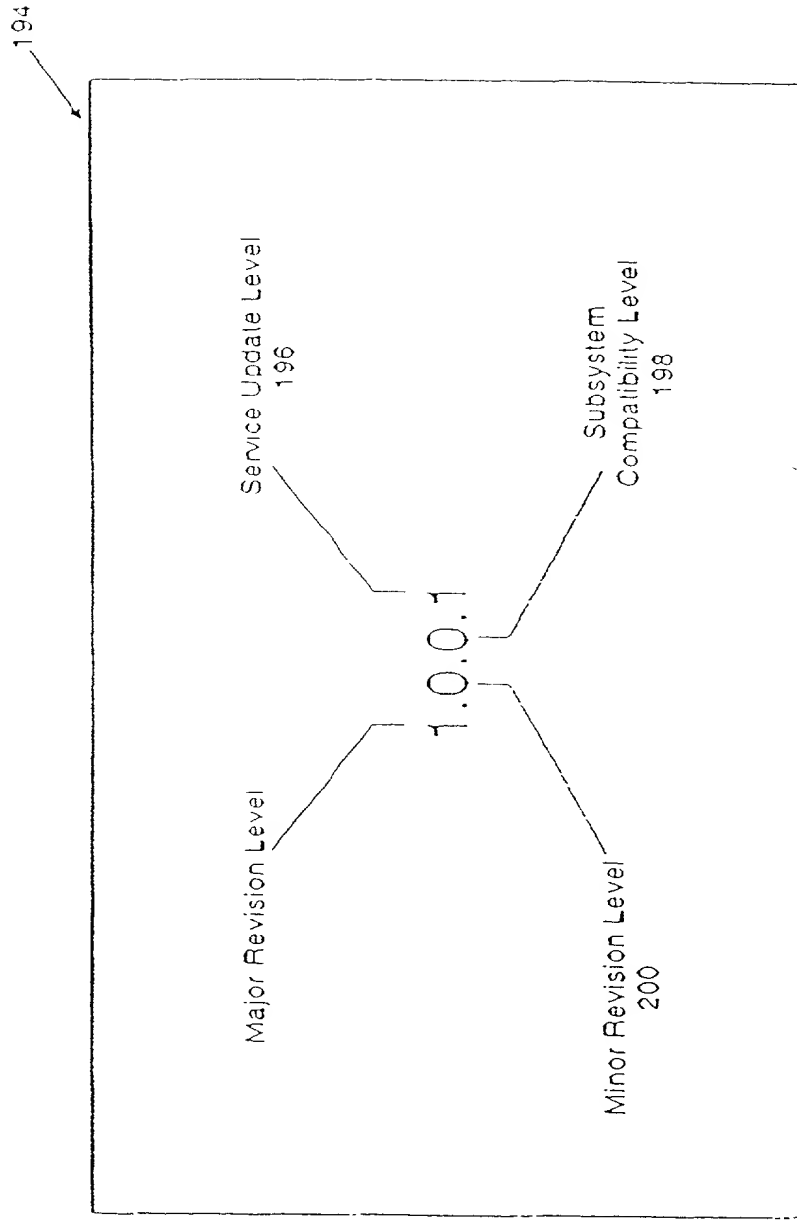 194
Major Revision Level
Service Update Level
196
1.0.0.1
Minor Revision Level
200
Subsystem
Compatibility Level
198